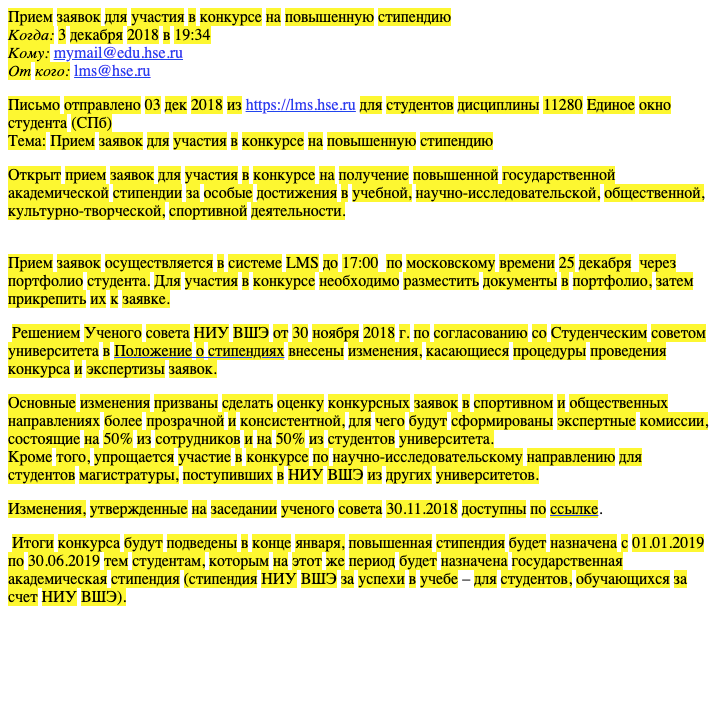 Прием заявок для участия в конкурсе на повышенную стипендию
Когда: 3 декабря 2018 в 19:34
Кому: mymail@edu.hse.ru
От кого: lms@hse.ru
Письмо отправлено 03 дек 2018 из https://lms.hse.ru для студентов дисциплины 11280 Единое окно
студента (СПб)
Тема: Прием заявок для участия в конкурсе на повышенную стипендию
Открыт прием заявок для участия в конкурсе на получение повышенной государственной
академической стипендии за особые достижения в учебной, научно-исследовательской, общественной,
культурно-творческой, спортивной деятельности.
Прием заявок осуществляется в системе LMS до 17:00 по московскому времени 25 декабря через
портфолио студента. Для участия в конкурсе необходимо разместить документы в портфолио, затем
прикрепить их к заявке.
Решением Ученого совета НИУ ВШЭ от 30 ноября 2018 г. по согласованию со Студенческим советом
университета в Положение о стипендиях внесены изменения, касающиеся процедуры проведения
конкурса и экспертизы заявок.
Основные изменения призваны сделать оценку конкурсных заявок в спортивном и общественных
направлениях более прозрачной и консистентной, для чего будут сформированы экспертные комиссии,
состоящие на 50% из сотрудников и на 50% из студентов университета.
Кроме того, упрощается участие в конкурсе по научно-исследовательскому направлению для
студентов магистратуры, поступивших в НИУ ВШЭ из других университетов.
Изменения, утвержденные на заседании ученого совета 30.11.2018 доступны по ссылке.
Итоги конкурса будут подведены в конце января, повышенная стипендия будет назначена с 01.01.2019
по 30.06.2019 тем студентам, которым на этот же период будет назначена государственная
академическая стипендия (стипендия НИУ ВШЭ за успехи в учебе – для студентов, обучающихся за
счет НИУ ВШЭ).